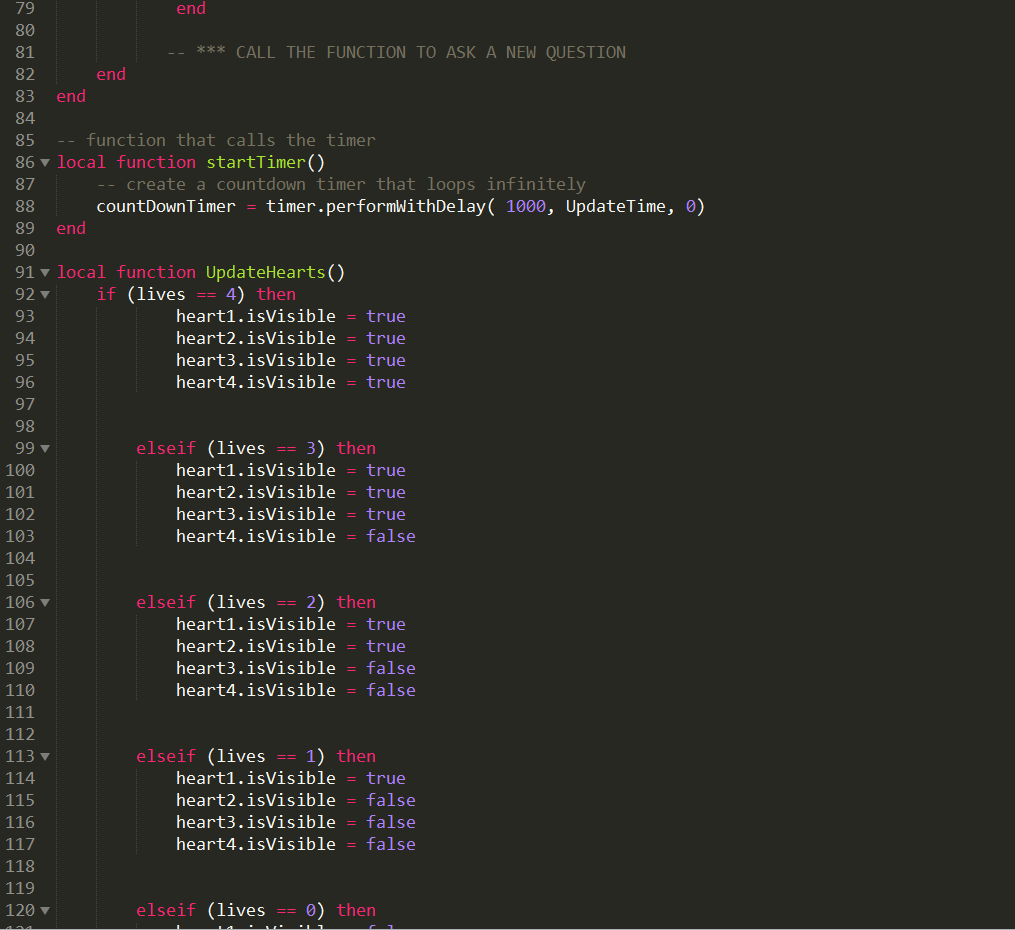 79 end
80
81 -- *** CALL THE FUNCTION TO ASK A NEW QUESTION
82 end
83 end
84
85 -- function that calls the timer
86 local function startTimer()
87 -- create a countdown timer that loops infinitely
88 countDownTimer = timer.performWithDelay( 1000, UpdateTime, 0)
89 end
90
91 local function UpdateHearts()
92 if (lives == 4) then
93 heart1.isVisible = true
94 heart2.isVisible = true
95 heart3.isVisible = true
96 heart4.isVisible = true
97
98
99 elseif (lives == 3) then
100 heart1.isVisible = true
101 heart2.isVisible = true
102 heart3.isVisible = true
103 heart4.isVisible = false
104
105
106 elseif (lives == 2) then
107 heart1.isVisible = true
108 heart2.isVisible = true
109 heart3.isVisible = false
110 heart4.isVisible = false
111
112
113 elseif (lives == 1) then
114 heart1.isVisible = true
115 heart2.isVisible = false
116 heart3.isVisible = false
117 heart4.isVisible = false
118
119
120 elseif (lives == 0) then